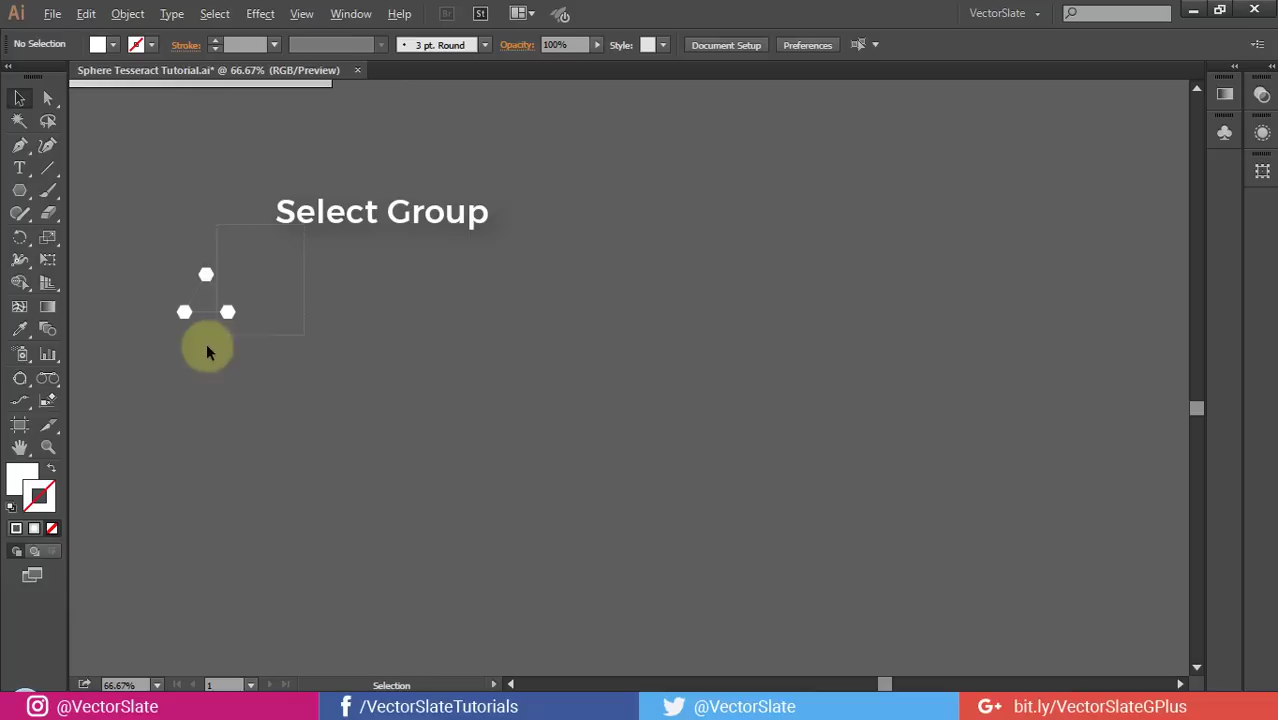 Ai File Edit Object Type Select Effect View Window Help Br St VectorSlate
No Selection Stroke: 3 pt. Round Opacity: 100% Style: Document Setup Preferences
Sphere Tesseract Tutorial.ai* @ 66.67% (RGB/Preview)
Select Group
66.67% 1 Selection
@VectorSlate /VectorSlateTutorials @VectorSlate bit.ly/VectorSlateGPlus